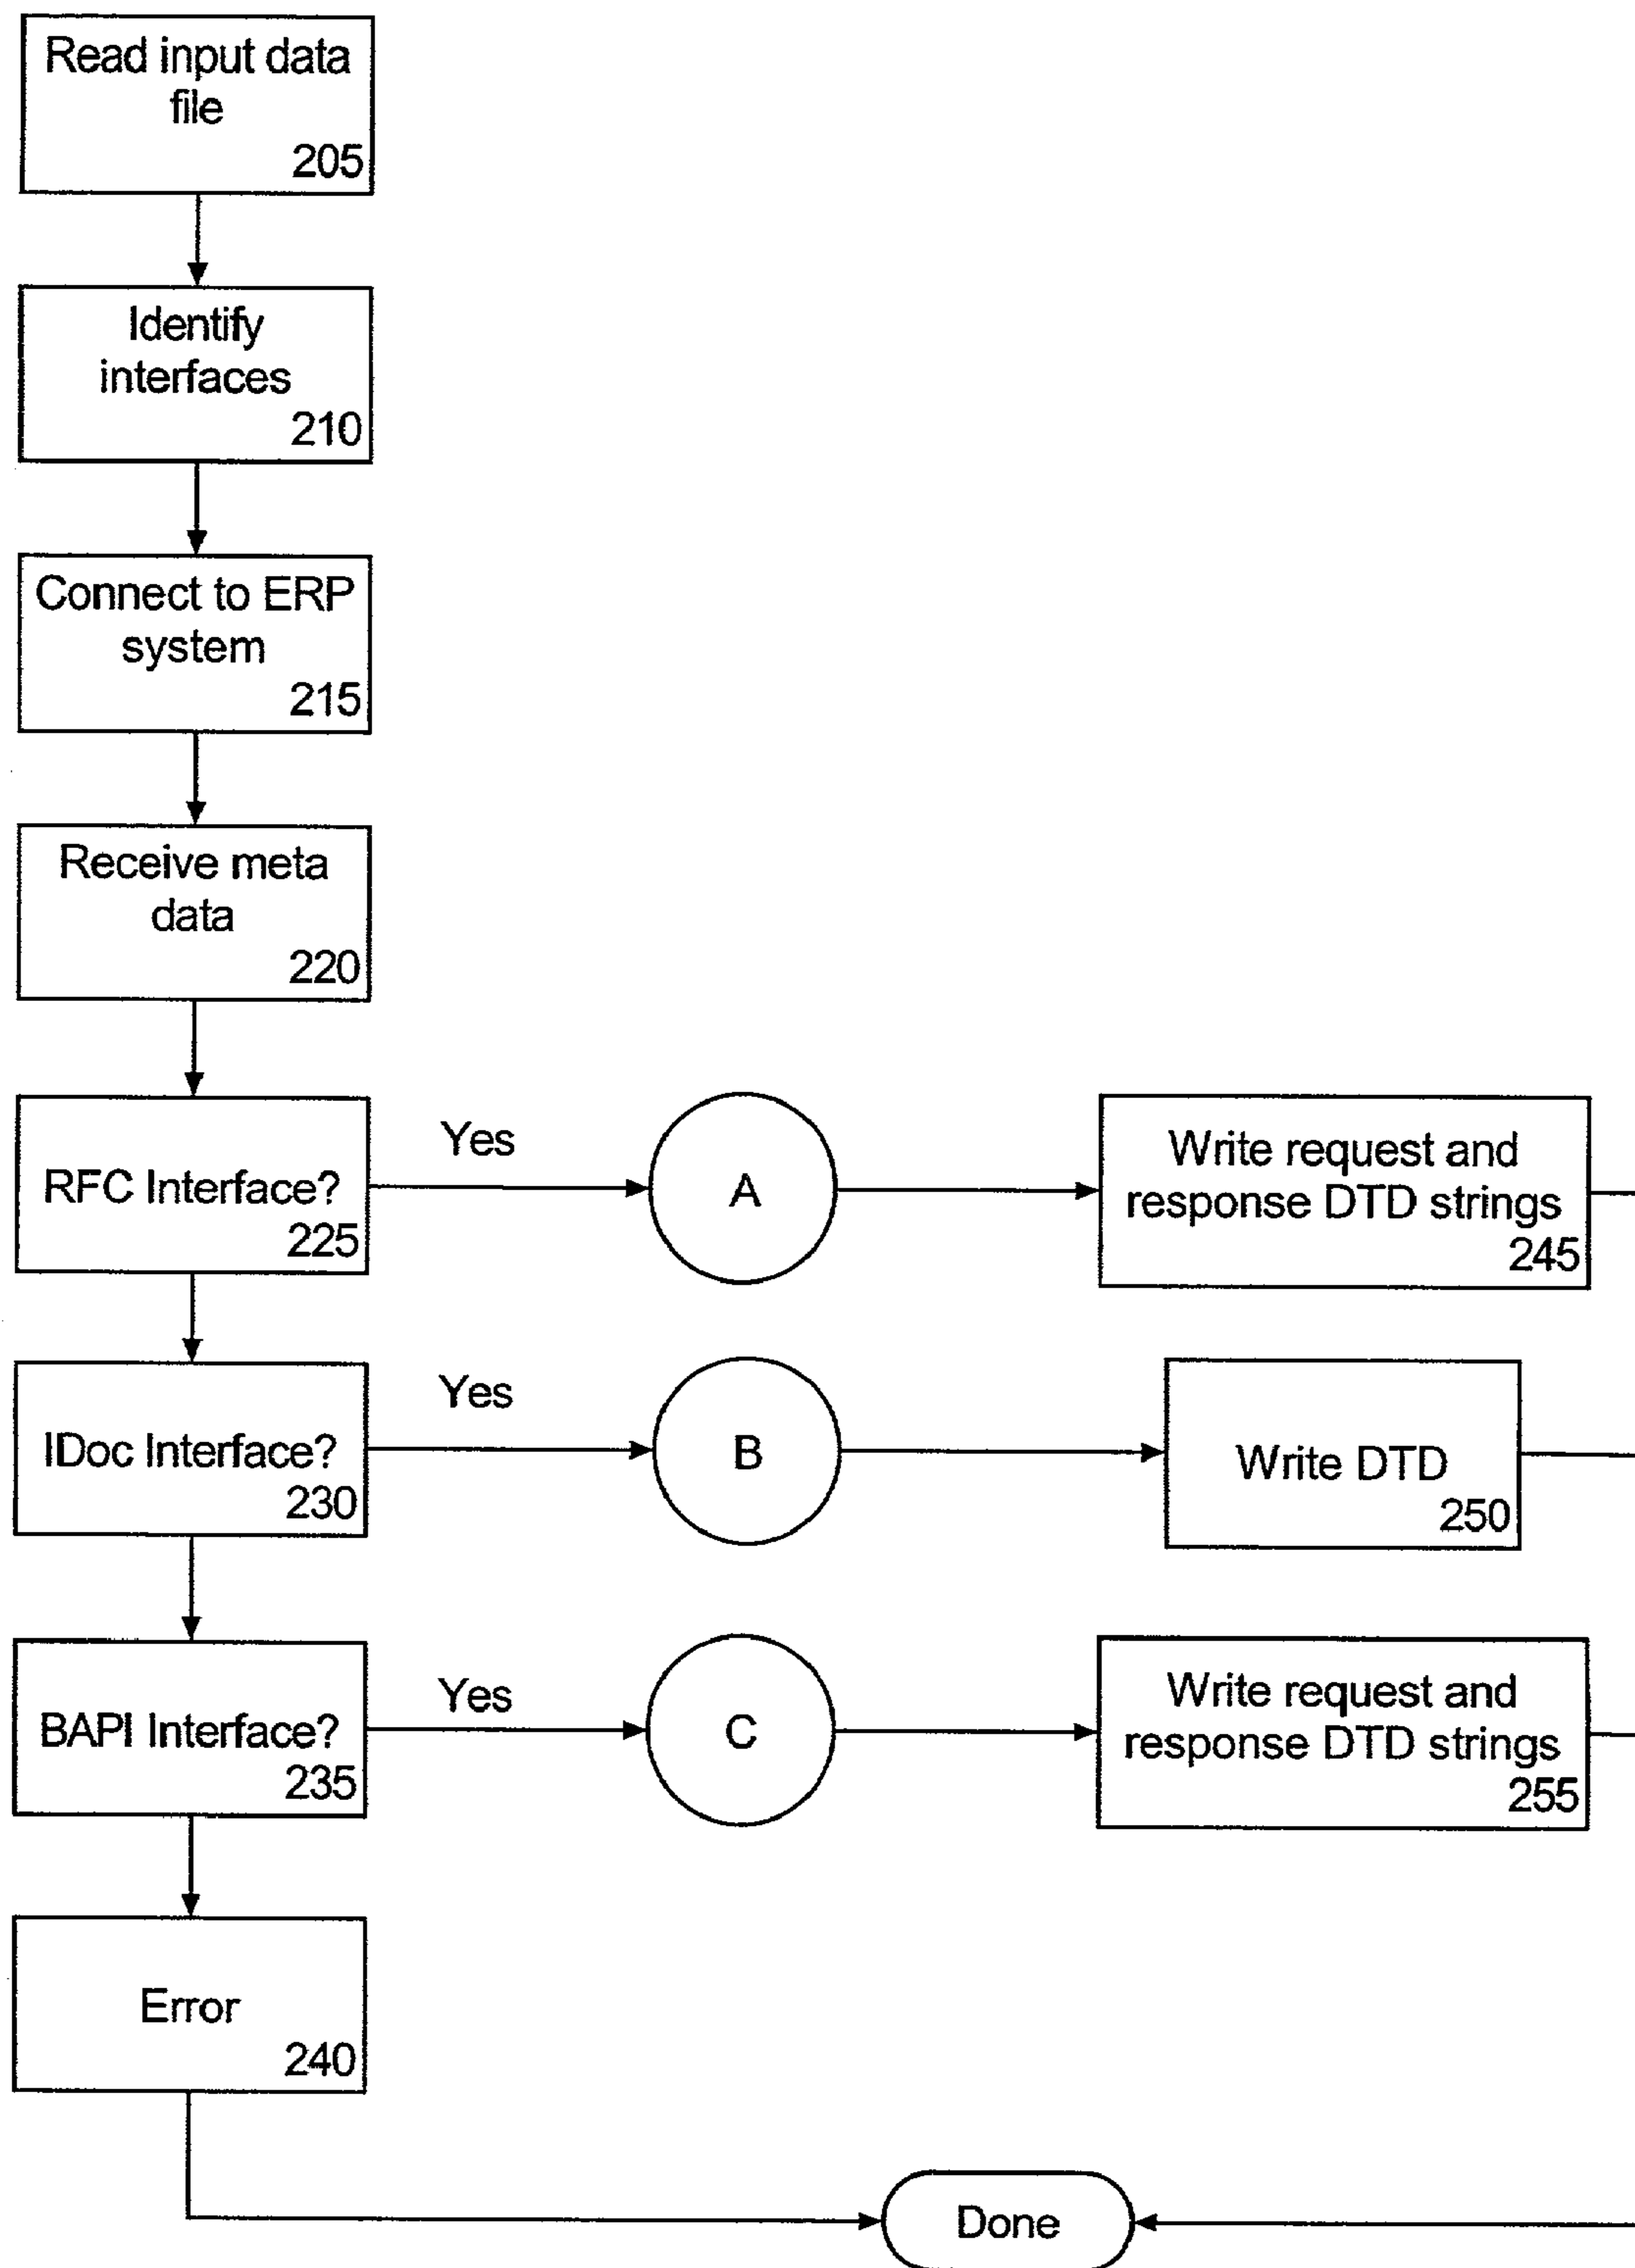 Read input data
file
205
Identify
interfaces
210
Connect to ERP
system
215
Receive meta
data
220
RFC Interface?
225
Yes
A
Write request and
response DTD strings
245
IDoc Interface?
230
Yes
B
Write DTD
250
BAPI Interface?
235
Yes
C
Write request and
response DTD strings
255
Error
240
Done